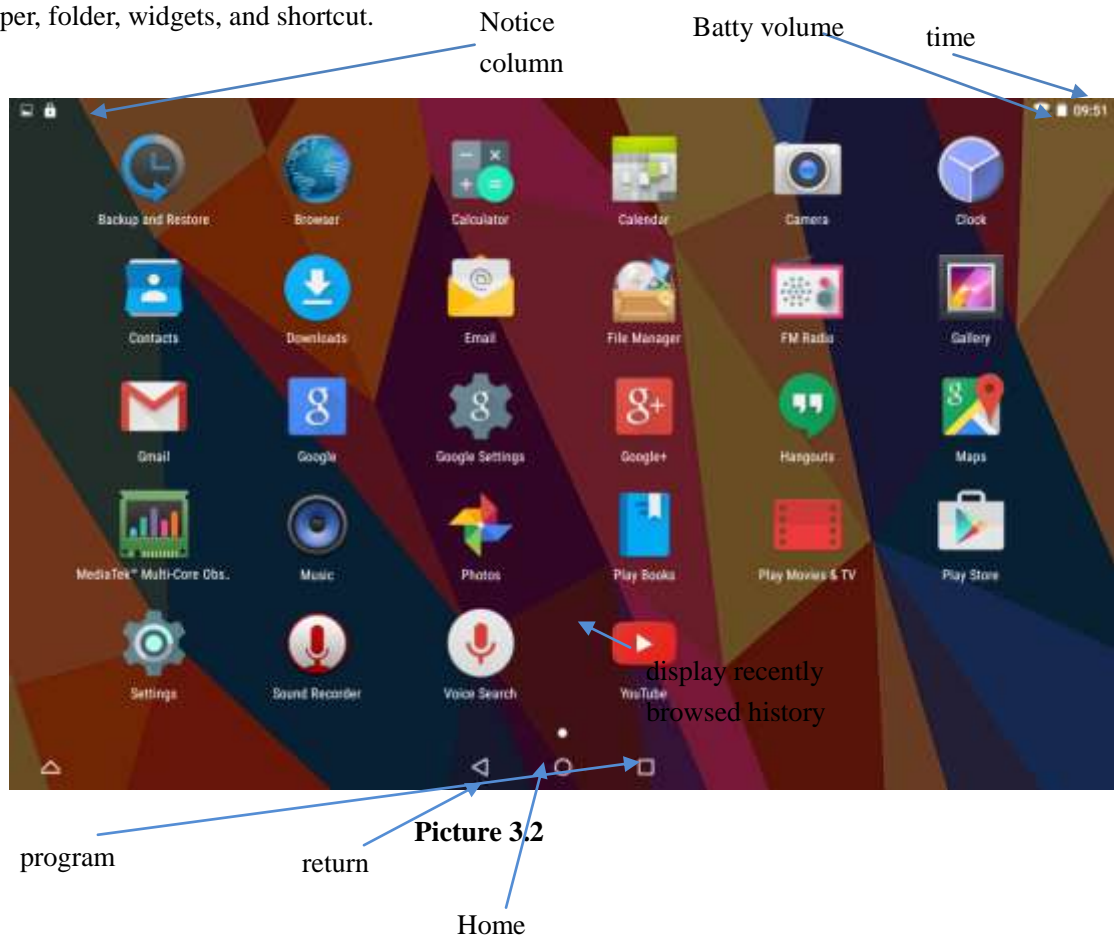 per, folder, widgets, and shortcut.
Notice
column
Batty volume
time
09:51
Backup and Restore
Browser
Calculator
Calendar
Camera
Clock
Contacts
Downloads
Email
File Manager
FM Radio
Gallery
Gmail
Google
Google Settings
Google+
Hangouts
Maps
MediaTek™ Multi-Core Obs..
Music
Photos
Play Books
Play Movies & TV
Play Store
Settings
Sound Recorder
Voice Search
YouTube
display recently
browsed history
Picture 3.2
program
return
Home